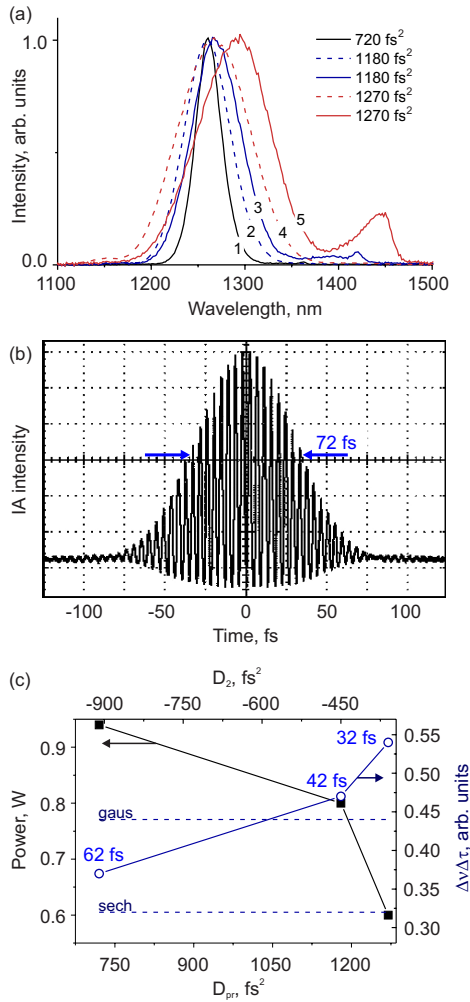 (a)
1.0
0.0
Intensity, arb. units
720 fs²
1180 fs²
1180 fs²
1270 fs²
1270 fs²
1 2 3 4 5
1100 1200 1300 1400 1500
Wavelength, nm
(b)
IA intensity
72 fs
-100 -50 0 50 100
Time, fs
(c)
D₂, fs²
-900 -750 -600 -450
Power, W
0.9
0.8
0.7
0.6
62 fs
42 fs
32 fs
gaus
sech
0.55
0.50
0.45
0.40
0.35
0.30
ΔνΔτ, arb. units
750 900 1050 1200
Dpr, fs²